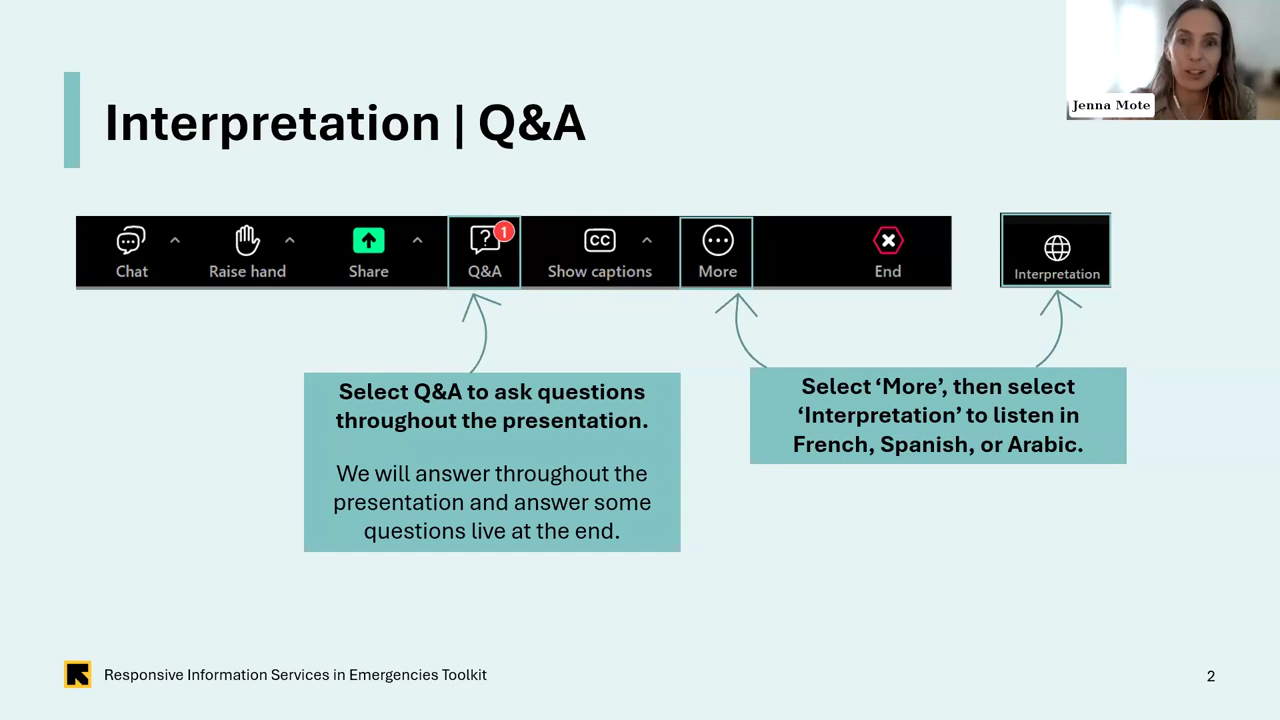 Jenna Mote
Interpretation | Q&A
1
Chat
Raise hand
Share
Q&A
CC
Show captions
More
End
Interpretation
Select Q&A to ask questions
throughout the presentation.
We will answer throughout the
presentation and answer some
questions live at the end.
Select ‘More’, then select
‘Interpretation’ to listen in
French, Spanish, or Arabic.
Responsive Information Services in Emergencies Toolkit
2